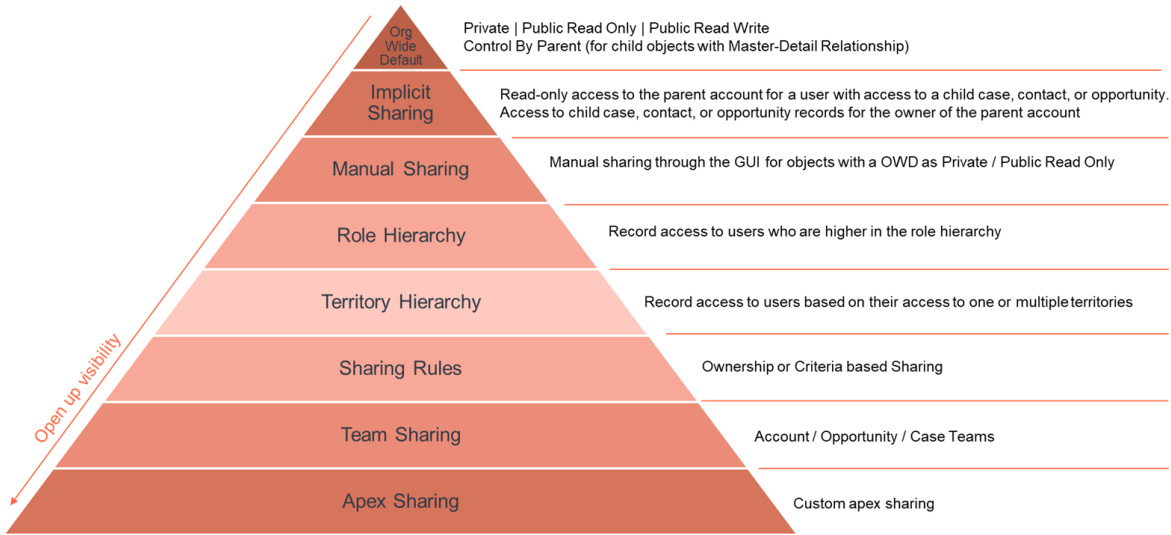 Org
Wide
Default
Private | Public Read Only | Public Read Write
Control By Parent (for child objects with Master-Detail Relationship)
Implicit
Sharing
Read-only access to the parent account for a user with access to a child case, contact, or opportunity.
Access to child case, contact, or opportunity records for the owner of the parent account
Manual Sharing
Manual sharing through the GUI for objects with a OWD as Private / Public Read Only
Role Hierarchy
Record access to users who are higher in the role hierarchy
Territory Hierarchy
Record access to users based on their access to one or multiple territories
Sharing Rules
Ownership or Criteria based Sharing
Team Sharing
Account / Opportunity / Case Teams
Apex Sharing
Custom apex sharing
Open up visibility